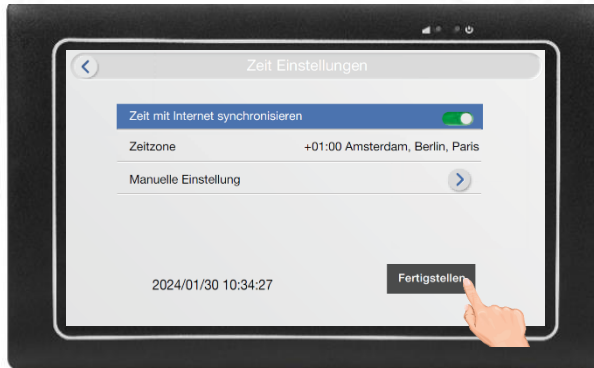 Zeit Einstellungen
Zeit mit Internet synchronisieren
Zeitzone +01:00 Amsterdam, Berlin, Paris
Manuelle Einstellung
2024/01/30 10:34:27
Fertigstellen